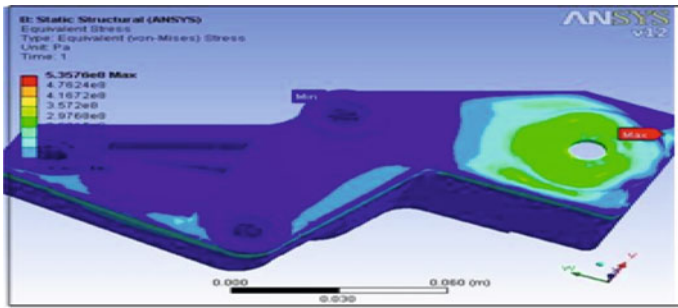 B: Static Structural (ANSYS)
Equivalent Stress
Type: Equivalent (von-Mises) Stress
Unit: Pa
Time: 1
ANSYS
v12
5.3576e8 Max
4.7624e8
4.1672e8
3.572e8
2.9768e8
Min
Max
0.000
0.060 (m)
0.030